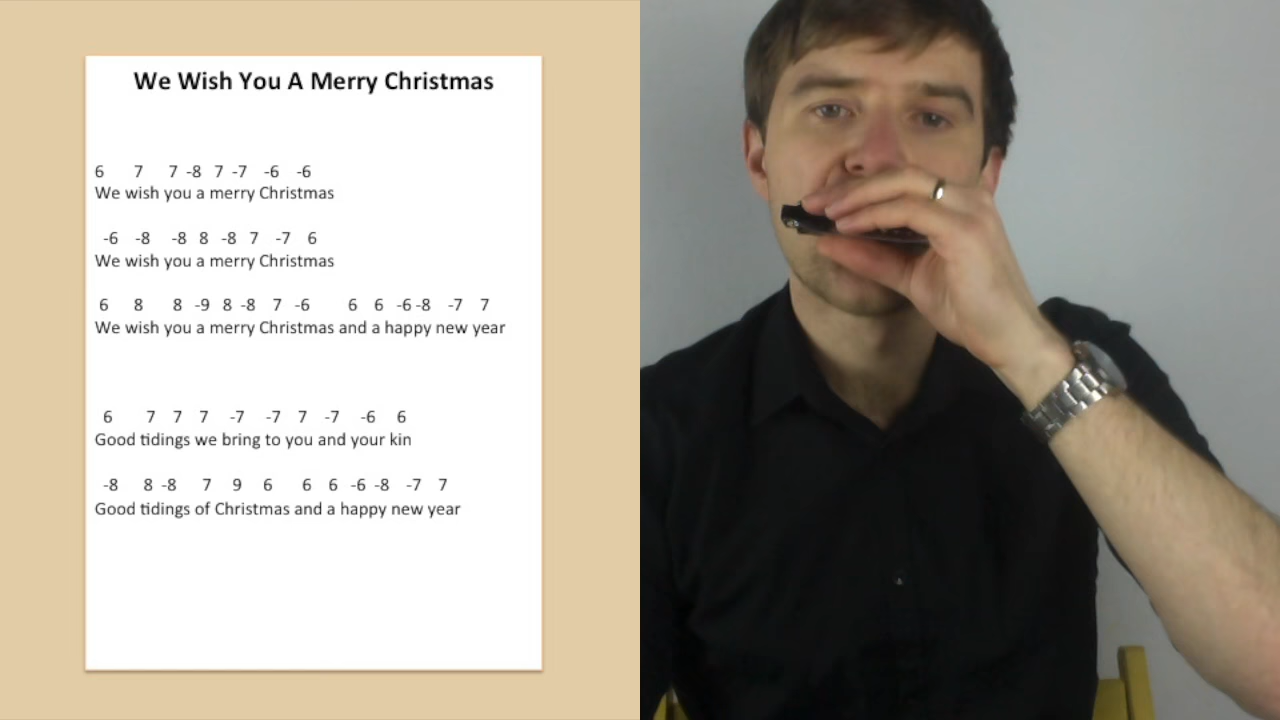 We Wish You A Merry Christmas
6 7 7 -8 7 -7 -6 -6
We wish you a merry Christmas
-6 -8 -8 8 -8 7 -7 6
We wish you a merry Christmas
6 8 8 -9 8 -8 7 -6 6 6 -6 -8 -7 7
We wish you a merry Christmas and a happy new year
6 7 7 7 -7 -7 7 -7 -6 6
Good tidings we bring to you and your kin
-8 8 -8 7 9 6 6 6 -6 -8 -7 7
Good tidings of Christmas and a happy new year